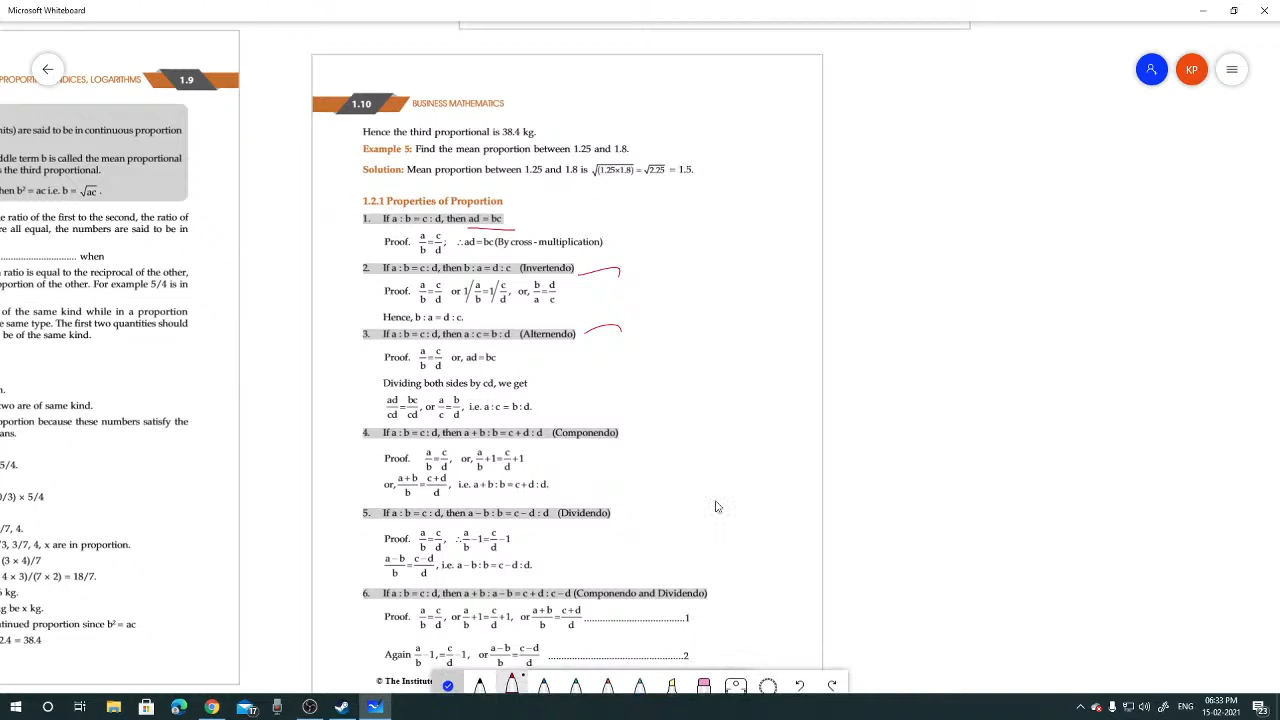 Microsoft Whiteboard
PROPORTION, INDICES, LOGARITHMS 1.9
nits) are said to be in continuous proportion
ddle term b is called the mean proportional
s the third proportional.
hen b² = ac i.e. b = √ac .
e ratio of the first to the second, the ratio of
re all equal, the numbers are said to be in
................................ when
ratio is equal to the reciprocal of the other,
oportion of the other. For example 5/4 is in
of the same kind while in a proportion
e same type. The first two quantities should
be of the same kind.
n.
two are of same kind.
oportion because these numbers satisfy the
ans.
5/4.
0/3) × 5/4
/7, 4.
/3, 3/7, 4, x are in proportion.
(3 × 4)/7
4 × 3)/(7 × 2) = 18/7.
6 kg.
ng be x kg.
ntinued proportion since b² = ac
2.4 = 38.4
1.10 BUSINESS MATHEMATICS
Hence the third proportional is 38.4 kg.
Example 5: Find the mean proportion between 1.25 and 1.8.
Solution: Mean proportion between 1.25 and 1.8 is √(1.25×1.8) = √2.25 = 1.5.
1.2.1 Properties of Proportion
1. If a : b = c : d, then ad = bc
Proof. a/b = c/d; ∴ad = bc (By cross - multiplication)
2. If a : b = c : d, then b : a = d : c (Invertendo)
Proof. a/b = c/d or 1/(a/b) = 1/(c/d), or, b/a = d/c
Hence, b : a = d : c.
3. If a : b = c : d, then a : c = b : d (Alternendo)
Proof. a/b = c/d or, ad = bc
Dividing both sides by cd, we get
ad/cd = bc/cd, or a/c = b/d, i.e. a : c = b : d.
4. If a : b = c : d, then a + b : b = c + d : d (Componendo)
Proof. a/b = c/d, or, a/b + 1 = c/d + 1
or, (a + b)/b = (c + d)/d, i.e. a + b : b = c + d : d.
5. If a : b = c : d, then a – b : b = c – d : d (Dividendo)
Proof. a/b = c/d, ∴ a/b – 1 = c/d – 1
(a – b)/b = (c – d)/d, i.e. a – b : b = c – d : d.
6. If a : b = c : d, then a + b : a – b = c + d : c – d (Componendo and Dividendo)
Proof. a/b = c/d, or a/b + 1 = c/d + 1, or (a + b)/b = (c + d)/d ....................................1
Again a/b – 1, = c/d – 1, or (a – b)/b = (c – d)/d ................................................2
© The Institute
KP
ENG
06:33 PM
15-02-2021